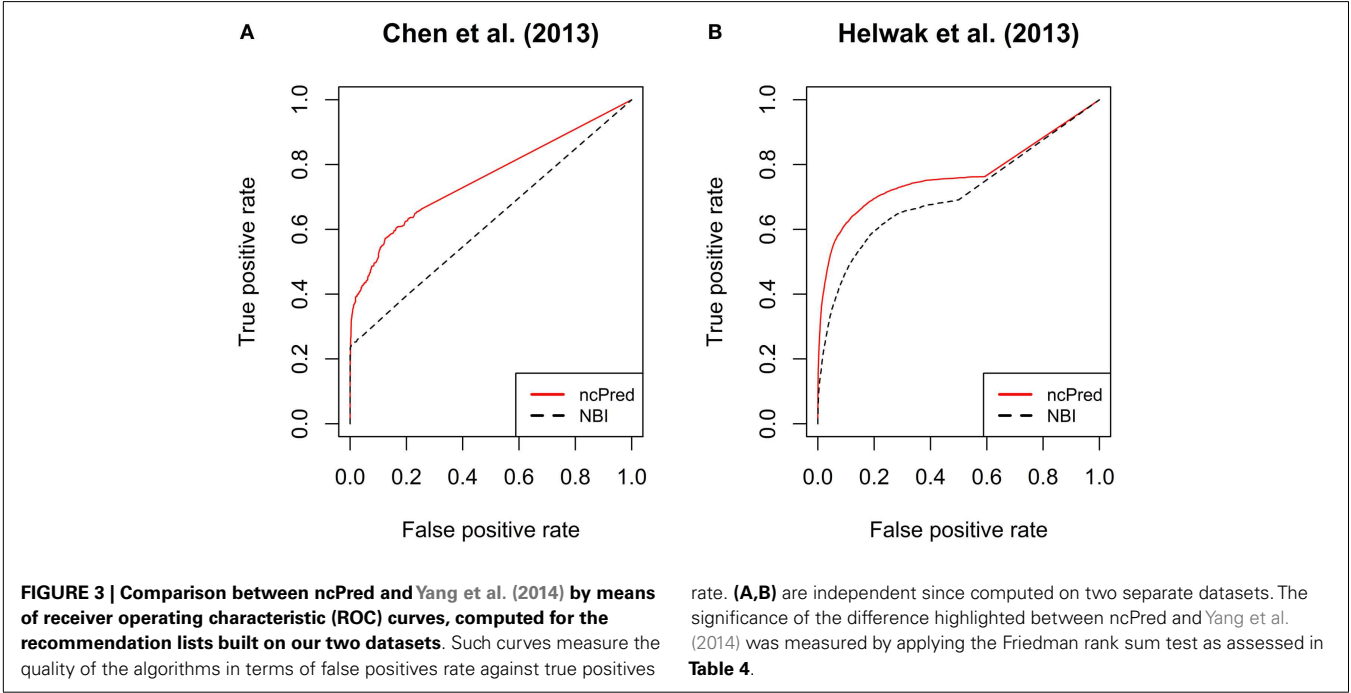 A
Chen et al. (2013)
True positive rate
1.0
0.8
0.6
0.4
0.2
0.0
ncPred
NBI
0.0 0.2 0.4 0.6 0.8 1.0
False positive rate
B
Helwak et al. (2013)
True positive rate
1.0
0.8
0.6
0.4
0.2
0.0
ncPred
NBI
0.0 0.2 0.4 0.6 0.8 1.0
False positive rate
FIGURE 3 | Comparison between ncPred and Yang et al. (2014) by means
of receiver operating characteristic (ROC) curves, computed for the
recommendation lists built on our two datasets. Such curves measure the
quality of the algorithms in terms of false positives rate against true positives
rate. (A,B) are independent since computed on two separate datasets. The
significance of the difference highlighted between ncPred and Yang et al.
(2014) was measured by applying the Friedman rank sum test as assessed in
Table 4.